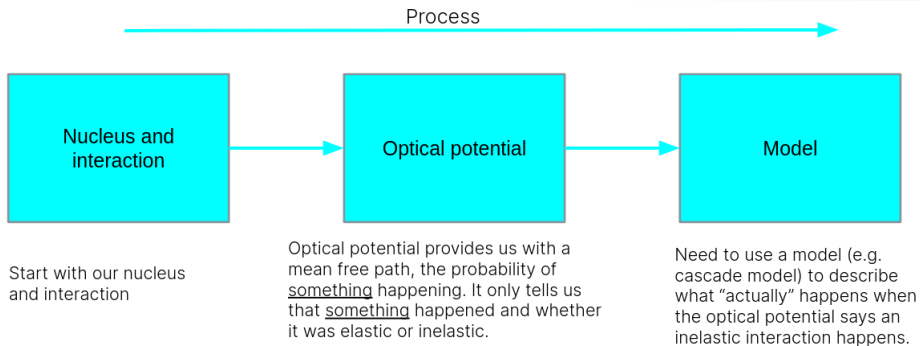 Process
Nucleus and
interaction
Optical potential
Model
Start with our nucleus
and interaction
Optical potential provides us with a
mean free path, the probability of
something happening. It only tells us
that something happened and whether
it was elastic or inelastic.
Need to use a model (e.g.
cascade model) to describe
what “actually” happens when
the optical potential says an
inelastic interaction happens.